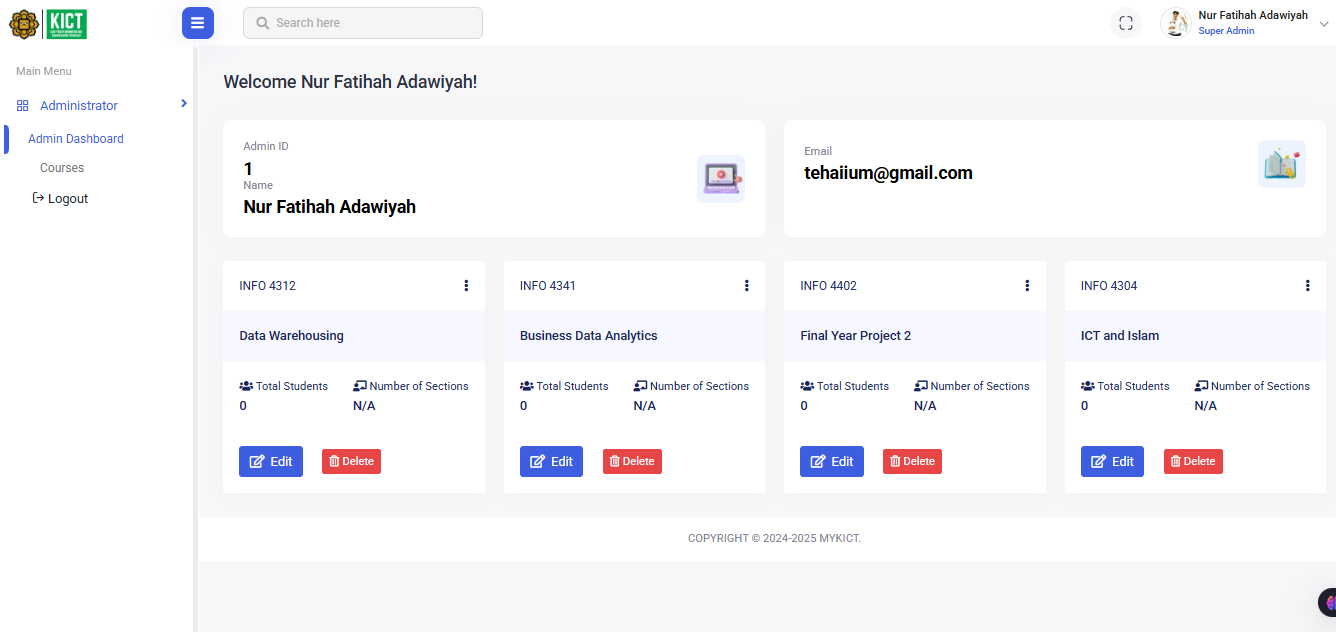 KICT
Search here
Nur Fatihah Adawiyah
Super Admin
Main Menu
Administrator
Admin Dashboard
Courses
Logout
Welcome Nur Fatihah Adawiyah!
Admin ID
1
Name
Nur Fatihah Adawiyah
Email
tehaiium@gmail.com
INFO 4312
Data Warehousing
Total Students Number of Sections
0 N/A
Edit Delete
INFO 4341
Business Data Analytics
Total Students Number of Sections
0 N/A
Edit Delete
INFO 4402
Final Year Project 2
Total Students Number of Sections
0 N/A
Edit Delete
INFO 4304
ICT and Islam
Total Students Number of Sections
0 N/A
Edit Delete
COPYRIGHT © 2024-2025 MYKICT.